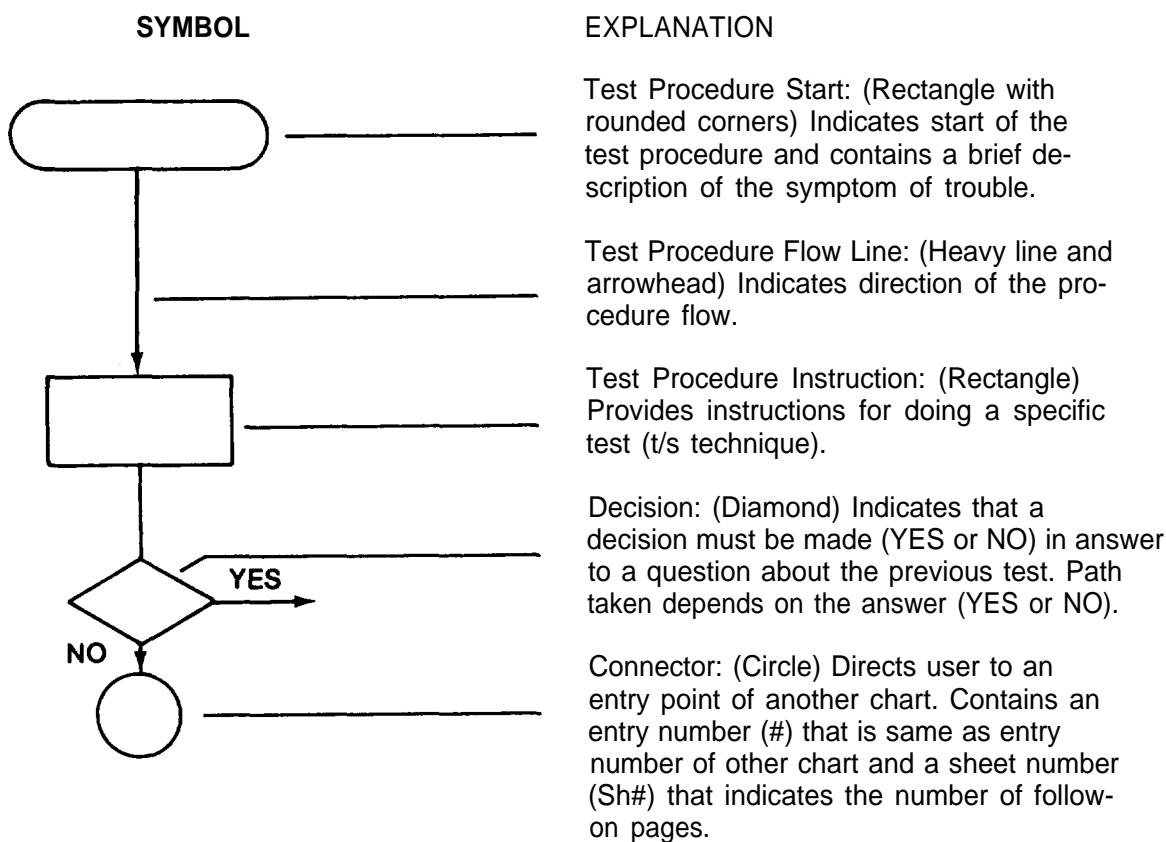 SYMBOL
EXPLANATION
Test Procedure Start: (Rectangle with
rounded corners) Indicates start of the
test procedure and contains a brief de-
scription of the symptom of trouble.
Test Procedure Flow Line: (Heavy line and
arrowhead) Indicates direction of the pro-
cedure flow.
Test Procedure Instruction: (Rectangle)
Provides instructions for doing a specific
test (t/s technique).
Decision: (Diamond) Indicates that a
decision must be made (YES or NO) in answer
to a question about the previous test. Path
taken depends on the answer (YES or NO).
YES
NO
Connector: (Circle) Directs user to an
entry point of another chart. Contains an
entry number (#) that is same as entry
number of other chart and a sheet number
(Sh#) that indicates the number of follow-
on pages.